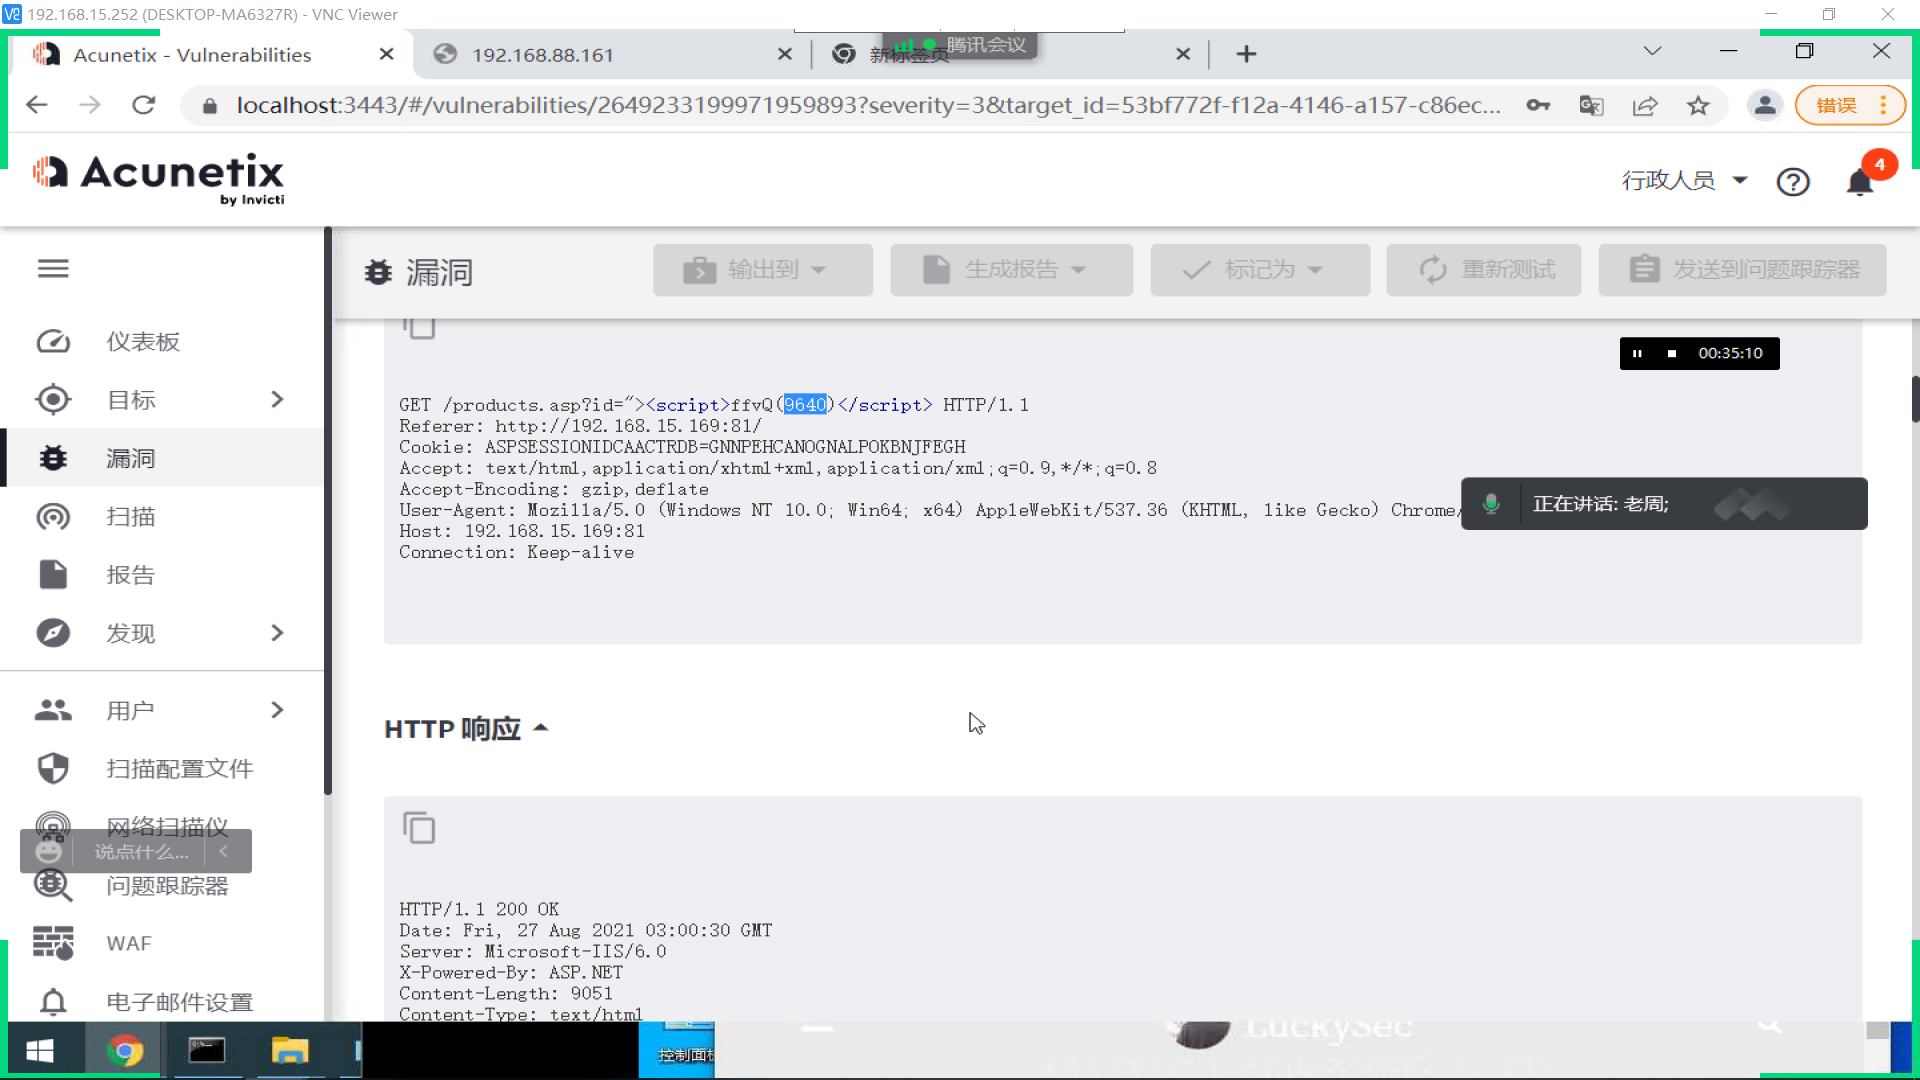 192.168.15.252 (DESKTOP-MA6327R) - VNC Viewer
Acunetix - Vulnerabilities
192.168.88.161
新标签页
腾讯会议
localhost:3443/#/vulnerabilities/2649233199971959893?severity=3&target_id=53bf772f-f12a-4146-a157-c86ec...
错误
Acunetix
by Invicti
行政人员
4
漏洞
输出到
生成报告
标记为
重新测试
发送到问题跟踪器
仪表板
目标
漏洞
扫描
报告
发现
用户
扫描配置文件
网络扫描仪
说点什么...
问题跟踪器
WAF
电子邮件设置
00:35:10
GET /products.asp?id="><script>ffvQ(9640)</script> HTTP/1.1
Referer: http://192.168.15.169:81/
Cookie: ASPSESSIONIDCAACTRDB=GNNPEHCANOGNALPOKBNJFEGH
Accept: text/html,application/xhtml+xml,application/xml;q=0.9,*/*;q=0.8
Accept-Encoding: gzip,deflate
User-Agent: Mozilla/5.0 (Windows NT 10.0; Win64; x64) AppleWebKit/537.36 (KHTML, like Gecko) Chrome/
Host: 192.168.15.169:81
Connection: Keep-alive
正在讲话: 老周;
HTTP 响应
HTTP/1.1 200 OK
Date: Fri, 27 Aug 2021 03:00:30 GMT
Server: Microsoft-IIS/6.0
X-Powered-By: ASP.NET
Content-Length: 9051
Content-Type: text/html
控制面板
LuckySec